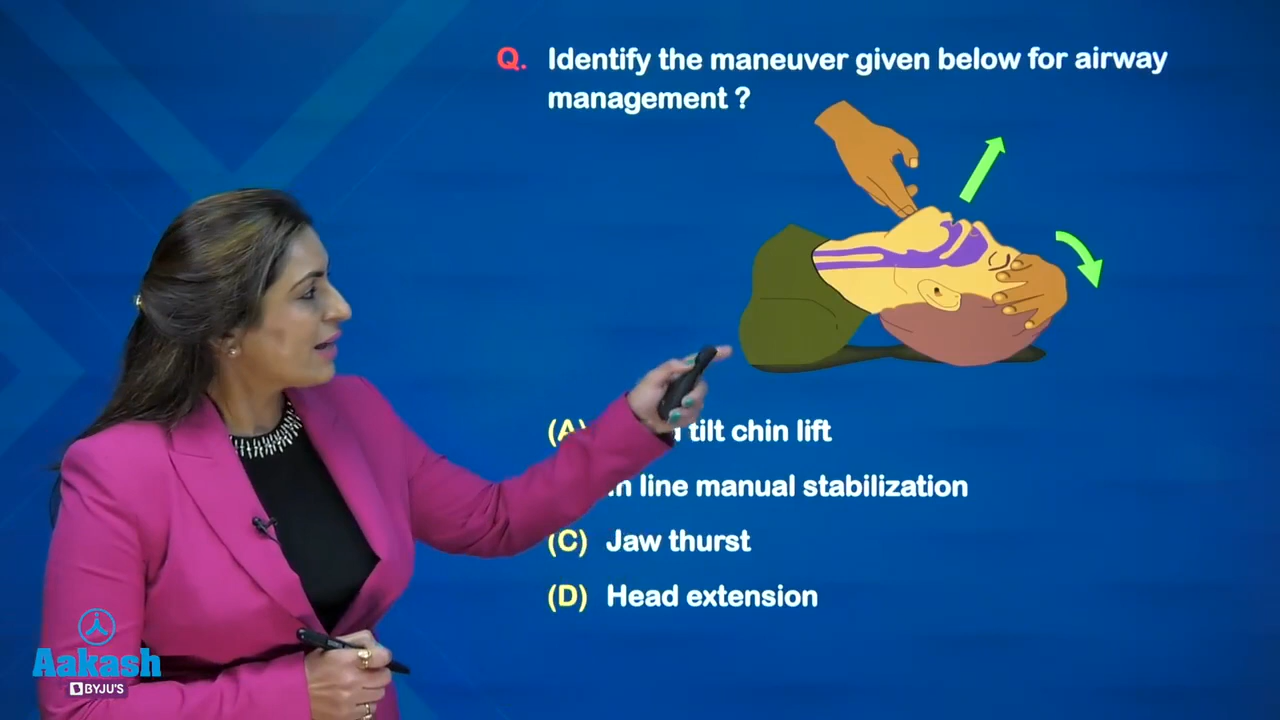 Q. Identify the maneuver given below for airway
management ?
(A) tilt chin lift
line manual stabilization
(C) Jaw thurst
(D) Head extension
Aakash
BYJU'S